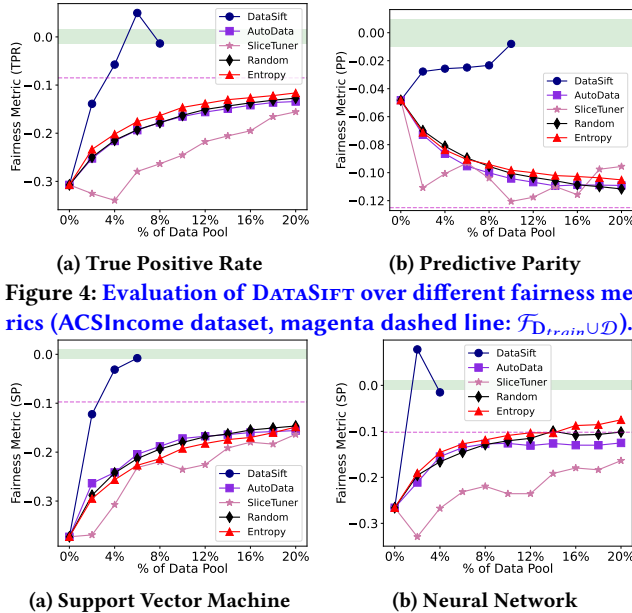 Fairness Metric (TPR)
0.0
−0.1
−0.2
−0.3
DataSift
AutoData
SliceTuner
Random
Entropy
0% 4% 8% 12% 16% 20%
% of Data Pool
(a) True Positive Rate
Fairness Metric (PP)
0.00
−0.02
−0.04
−0.06
−0.08
−0.10
−0.12
DataSift
AutoData
SliceTuner
Random
Entropy
0% 4% 8% 12% 16% 20%
% of Data Pool
(b) Predictive Parity
Figure 4: Evaluation of DataSift over different fairness me
rics (ACSIncome dataset, magenta dashed line: ℱ_{D_{train}∪𝒟}).
Fairness Metric (SP)
0.0
−0.1
−0.2
−0.3
DataSift
AutoData
SliceTuner
Random
Entropy
0% 4% 8% 12% 16% 20%
% of Data Pool
(a) Support Vector Machine
Fairness Metric (SP)
0.0
−0.1
−0.2
−0.3
DataSift
AutoData
SliceTuner
Random
Entropy
0% 4% 8% 12% 16% 20%
% of Data Pool
(b) Neural Network